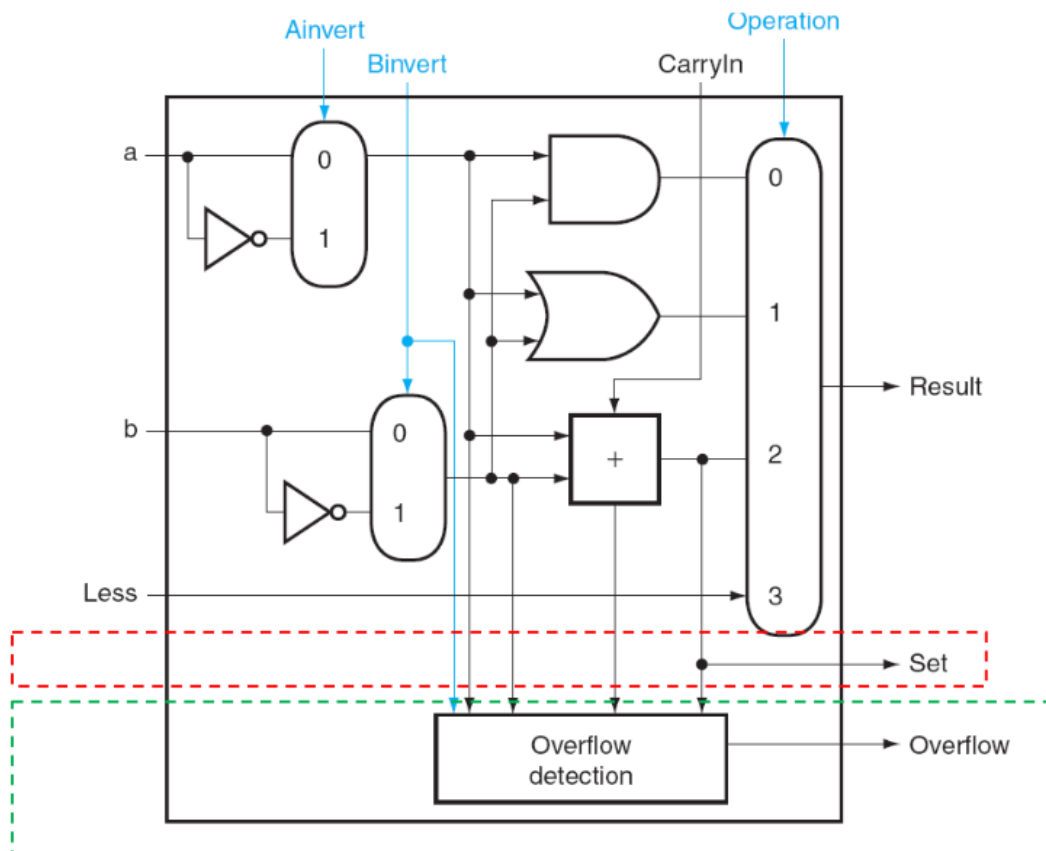 Operation
Ainvert
Binvert
CarryIn
a
0
1
0
1
Result
b
0
1
+
2
Less
3
Set
Overflow
detection
Overflow